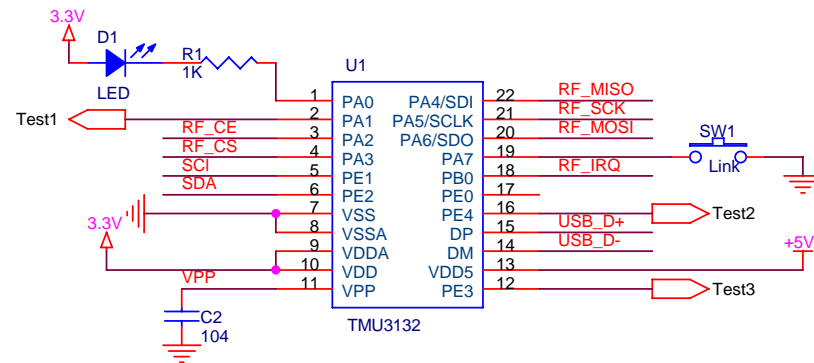 3.3V
D1
LED
R1
1K
U1
Test1
RF_CE
RF_CS
SCI
SDA
3.3V
VPP
C2
104
1 PA0 PA4/SDI 22 RF_MISO
2 PA1 PA5/SCLK 21 RF_SCK
3 PA2 PA6/SDO 20 RF_MOSI
4 PA3 PA7 19
5 PE1 PB0 18 RF_IRQ
6 PE2 PE0 17
7 VSS PE4 16 Test2
8 VSSA DP 15 USB_D+
9 VDDA DM 14 USB_D-
10 VDD VDD5 13
11 VPP PE3 12 Test3
TMU3132
SW1
Link
+5V